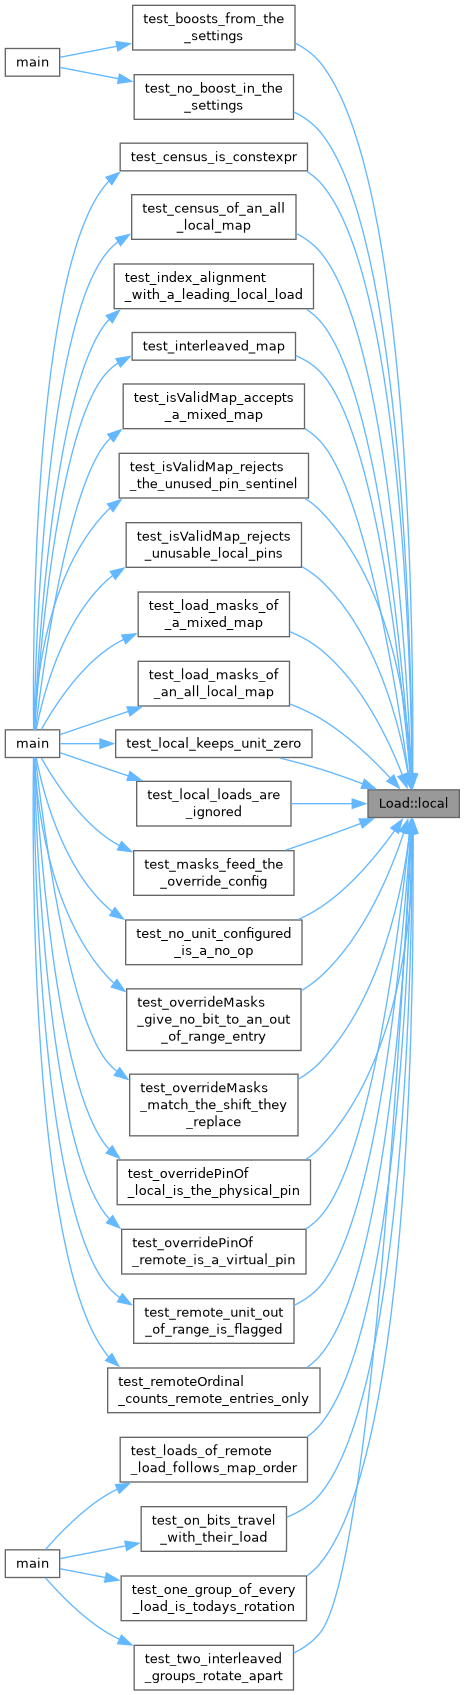 test_boosts_from_the
_settings
main
test_no_boost_in_the
_settings
test_census_is_constexpr
test_census_of_an_all
_local_map
test_index_alignment
_with_a_leading_local_load
test_interleaved_map
test_isValidMap_accepts
_a_mixed_map
test_isValidMap_rejects
_the_unused_pin_sentinel
test_isValidMap_rejects
_unusable_local_pins
test_load_masks_of
_a_mixed_map
test_load_masks_of
_an_all_local_map
main
test_local_keeps_unit_zero
test_local_loads_are
_ignored
Load::local
test_masks_feed_the
_override_config
test_no_unit_configured
_is_a_no_op
test_overrideMasks
_give_no_bit_to_an_out
_of_range_entry
test_overrideMasks
_match_the_shift_they
_replace
test_overridePinOf
_local_is_the_physical_pin
test_overridePinOf
_remote_is_a_virtual_pin
test_remote_unit_out
_of_range_is_flagged
test_remoteOrdinal
_counts_remote_entries_only
test_loads_of_remote
_load_follows_map_order
test_on_bits_travel
_with_their_load
main
test_one_group_of_every
_load_is_todays_rotation
test_two_interleaved
_groups_rotate_apart